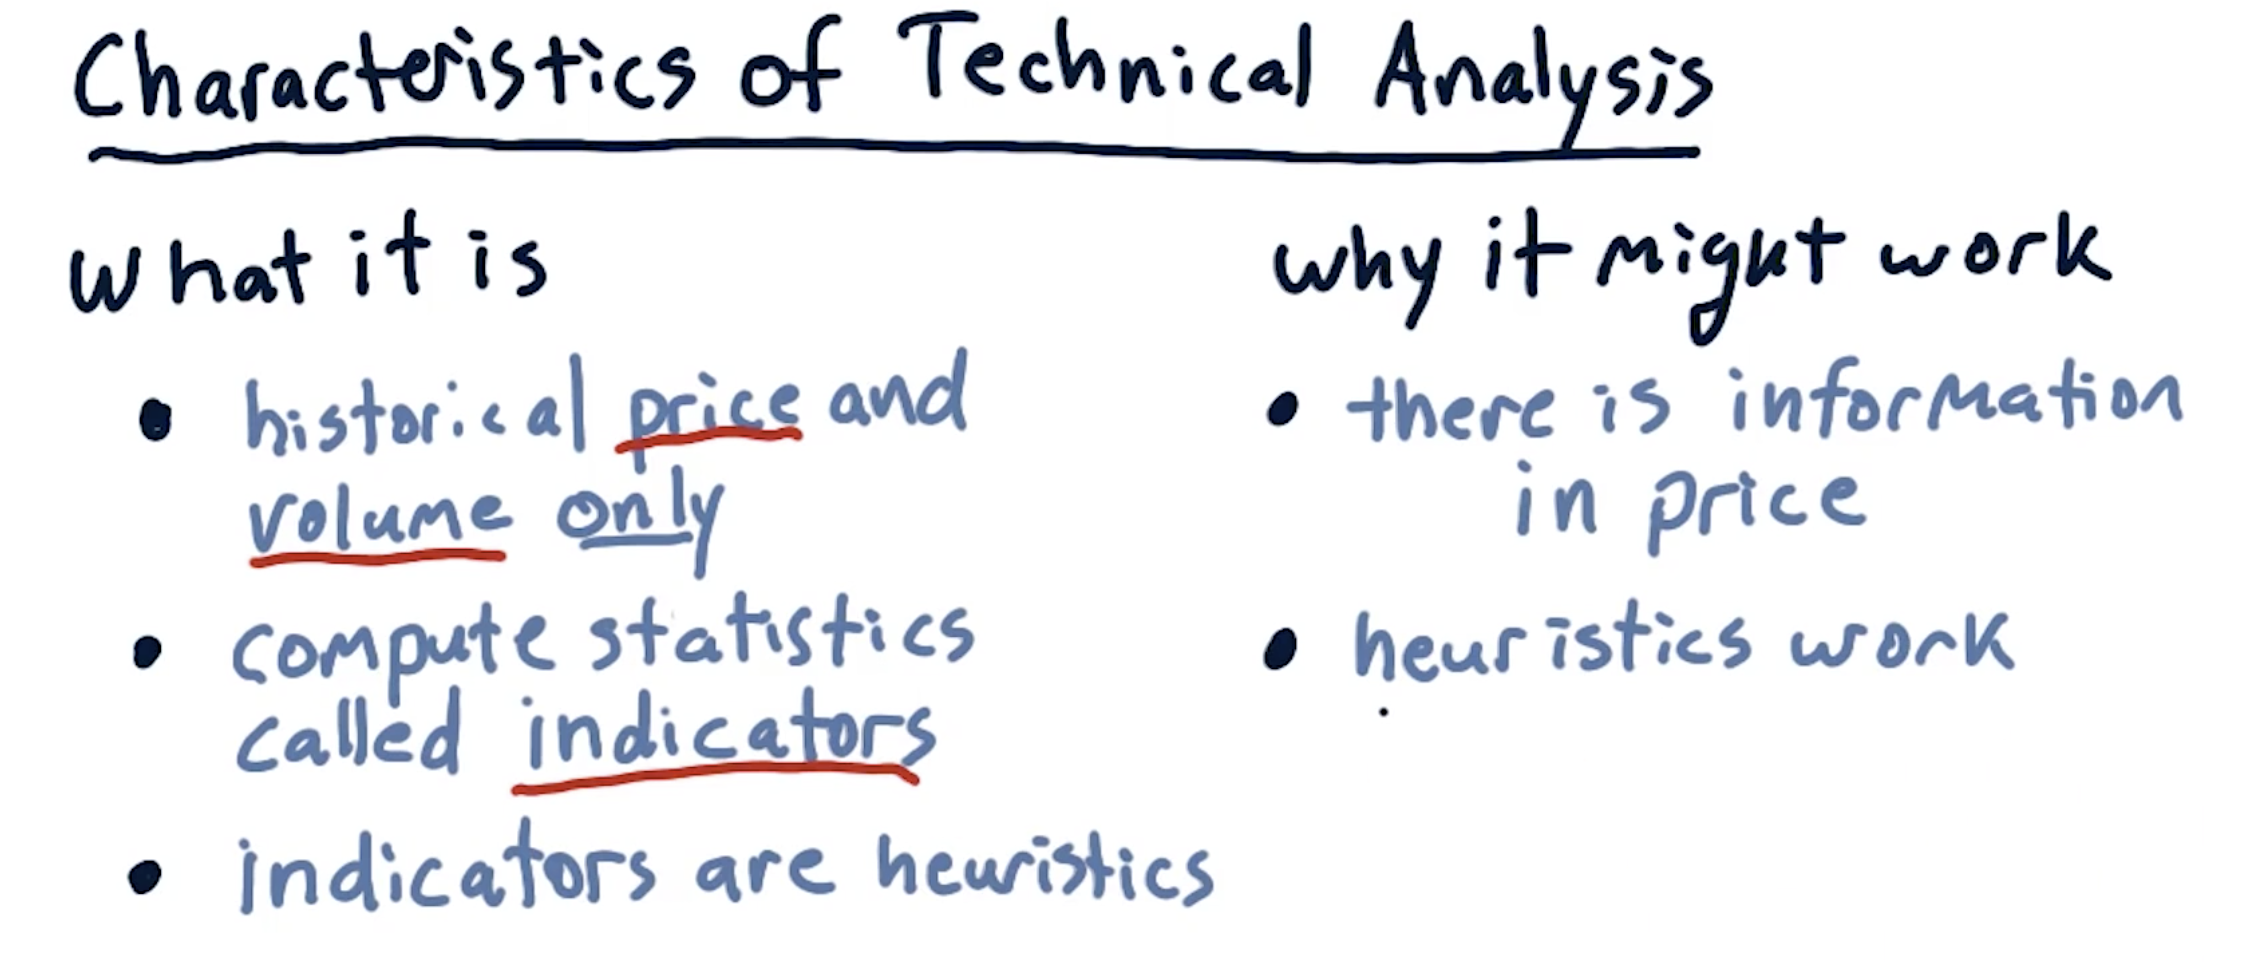 Characteristics of Technical Analysis
What it is
• historical price and
volume only
• compute statistics
called indicators
• indicators are heuristics
why it might work
• there is information
in price
• heuristics work